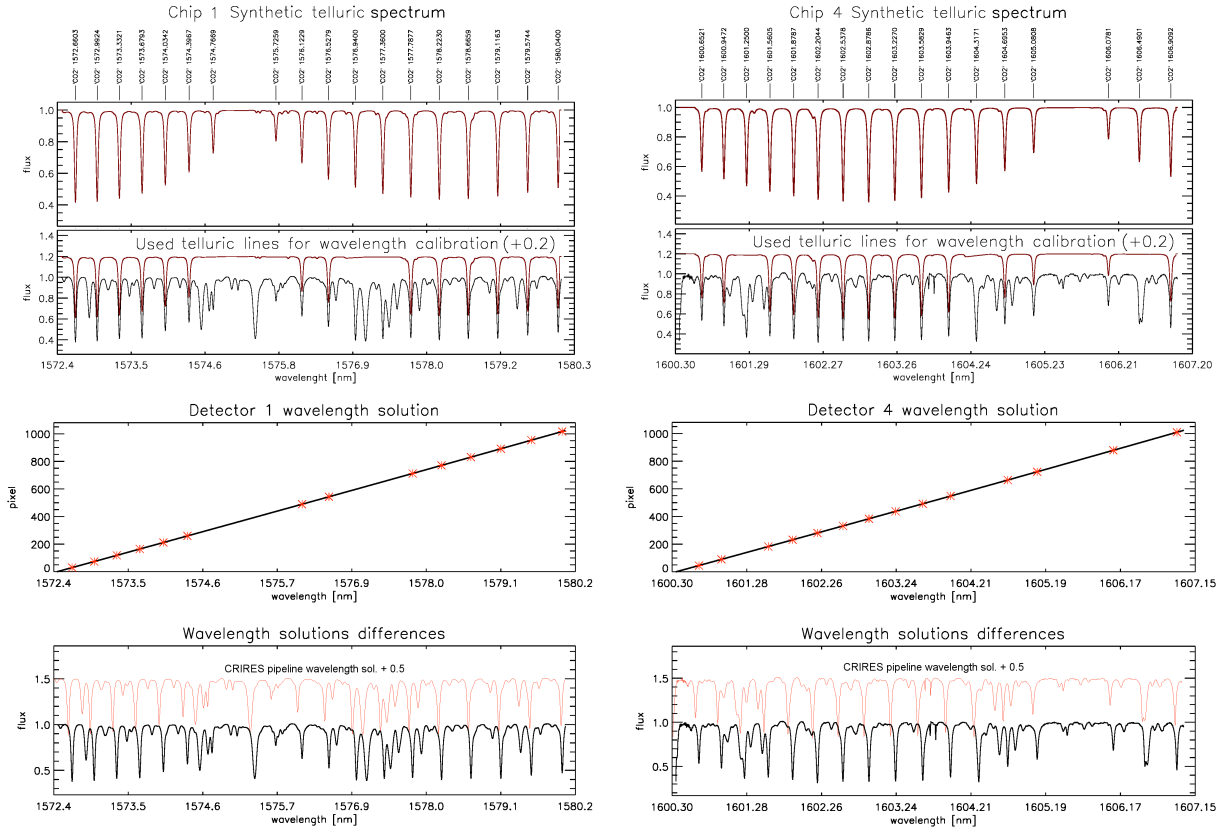 Chip 1 Synthetic telluric spectrum
'CO2' 1572.6603
'CO2' 1572.9924
'CO2' 1573.3321
'CO2' 1573.6793
'CO2' 1574.0342
'CO2' 1574.3967
'CO2' 1574.7669
'CO2' 1575.7259
'CO2' 1576.1229
'CO2' 1576.5279
'CO2' 1576.9400
'CO2' 1577.3600
'CO2' 1577.7877
'CO2' 1578.2230
'CO2' 1578.6659
'CO2' 1579.1163
'CO2' 1579.5744
'CO2' 1580.0400
1.0
0.8
0.6
0.4
flux
Used telluric lines for wavelength calibration (+0.2)
1.4
1.2
1.0
0.8
0.6
0.4
flux
1572.4 1573.5 1574.6 1575.8 1576.9 1578.0 1579.2 1580.3
wavelenght [nm]
Chip 4 Synthetic telluric spectrum
'CO2' 1600.6521
'CO2' 1600.9472
'CO2' 1601.2500
'CO2' 1601.5605
'CO2' 1601.8787
'CO2' 1602.2044
'CO2' 1602.5378
'CO2' 1602.8786
'CO2' 1603.2270
'CO2' 1603.5829
'CO2' 1603.9463
'CO2' 1604.3171
'CO2' 1604.6953
'CO2' 1605.0808
'CO2' 1606.0781
'CO2' 1606.4901
'CO2' 1606.9092
1.0
0.8
0.6
0.4
flux
Used telluric lines for wavelength calibration (+0.2)
1.4
1.2
1.0
0.8
0.6
0.4
flux
1600.30 1601.29 1602.27 1603.26 1604.24 1605.23 1606.21 1607.20
wavelenght [nm]
Detector 1 wavelength solution
1000
800
600
400
200
0
pixel
1572.4 1573.5 1574.6 1575.7 1576.9 1578.0 1579.1 1580.2
wavelength [nm]
Detector 4 wavelength solution
1000
800
600
400
200
0
pixel
1600.30 1601.28 1602.26 1603.24 1604.21 1605.19 1606.17 1607.15
wavelength [nm]
Wavelength solutions differences
CRIRES pipeline wavelength sol. + 0.5
1.5
1.0
0.5
flux
1572.4 1573.5 1574.6 1575.7 1576.9 1578.0 1579.1 1580.2
wavelength [nm]
Wavelength solutions differences
CRIRES pipeline wavelength sol. + 0.5
1.5
1.0
0.5
flux
1600.30 1601.28 1602.26 1603.24 1604.21 1605.19 1606.17 1607.15
wavelength [nm]